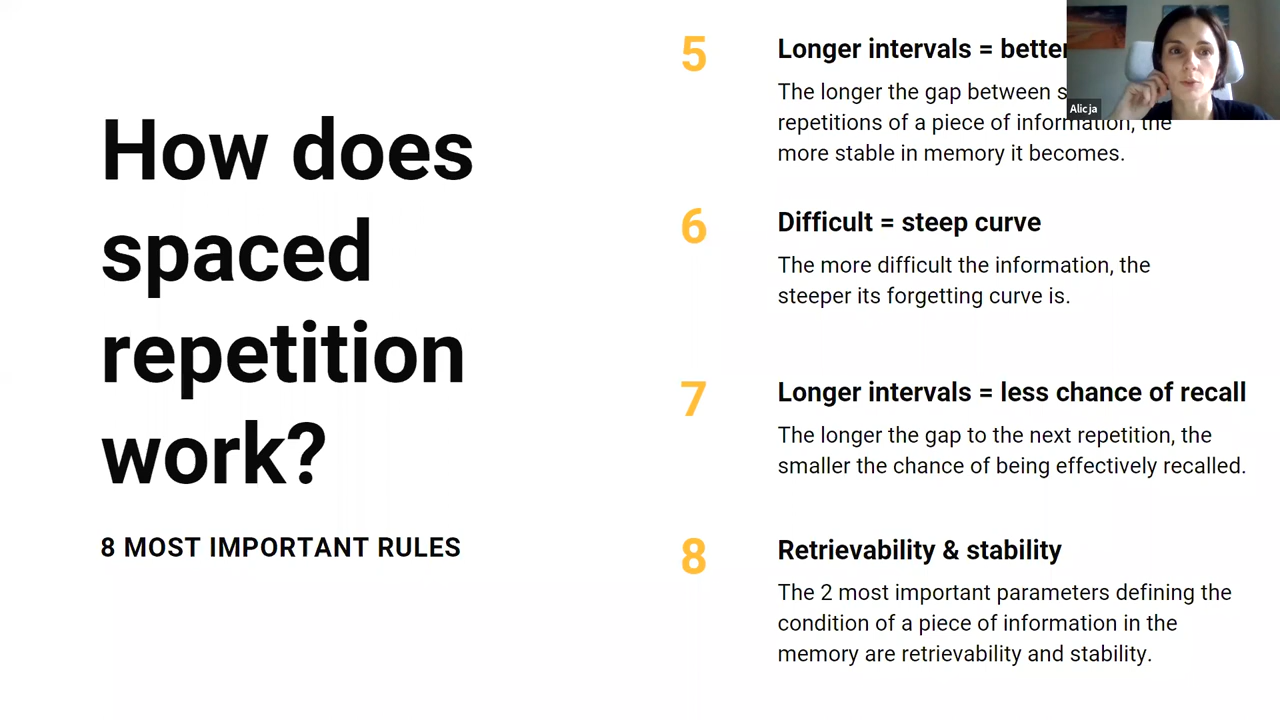 How does
spaced
repetition
work?
8 MOST IMPORTANT RULES
5
Longer intervals = better
The longer the gap between
repetitions of a piece of information, the
more stable in memory it becomes.
6
Difficult = steep curve
The more difficult the information, the
steeper its forgetting curve is.
7
Longer intervals = less chance of recall
The longer the gap to the next repetition, the
smaller the chance of being effectively recalled.
8
Retrievability & stability
The 2 most important parameters defining the
condition of a piece of information in the
memory are retrievability and stability.
Alicja